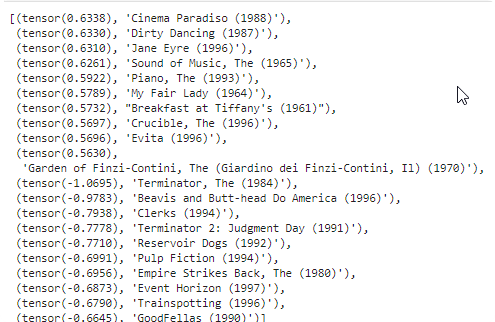 [(tensor(0.6338), 'Cinema Paradiso (1988)'),
(tensor(0.6330), 'Dirty Dancing (1987)'),
(tensor(0.6310), 'Jane Eyre (1996)'),
(tensor(0.6261), 'Sound of Music, The (1965)'),
(tensor(0.5922), 'Piano, The (1993)'),
(tensor(0.5789), 'My Fair Lady (1964)'),
(tensor(0.5732), "Breakfast at Tiffany's (1961)"),
(tensor(0.5697), 'Crucible, The (1996)'),
(tensor(0.5696), 'Evita (1996)'),
(tensor(0.5630),
'Garden of Finzi-Contini, The (Giardino dei Finzi-Contini, Il) (1970)'),
(tensor(-1.0695), 'Terminator, The (1984)'),
(tensor(-0.9783), 'Beavis and Butt-head Do America (1996)'),
(tensor(-0.7938), 'Clerks (1994)'),
(tensor(-0.7778), 'Terminator 2: Judgment Day (1991)'),
(tensor(-0.7710), 'Reservoir Dogs (1992)'),
(tensor(-0.6991), 'Pulp Fiction (1994)'),
(tensor(-0.6956), 'Empire Strikes Back, The (1980)'),
(tensor(-0.6873), 'Event Horizon (1997)'),
(tensor(-0.6790), 'Trainspotting (1996)'),
(tensor(-0.6645), 'GoodFellas (1990)')]